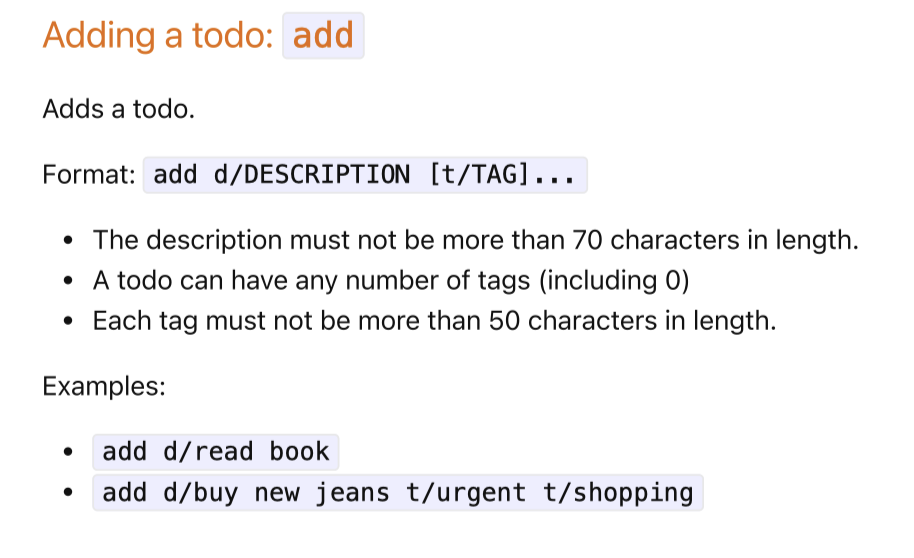 Adding a todo: add
Adds a todo.
Format: add d/DESCRIPTION [t/TAG]...
• The description must not be more than 70 characters in length.
• A todo can have any number of tags (including 0)
• Each tag must not be more than 50 characters in length.
Examples:
• add d/read book
• add d/buy new jeans t/urgent t/shopping